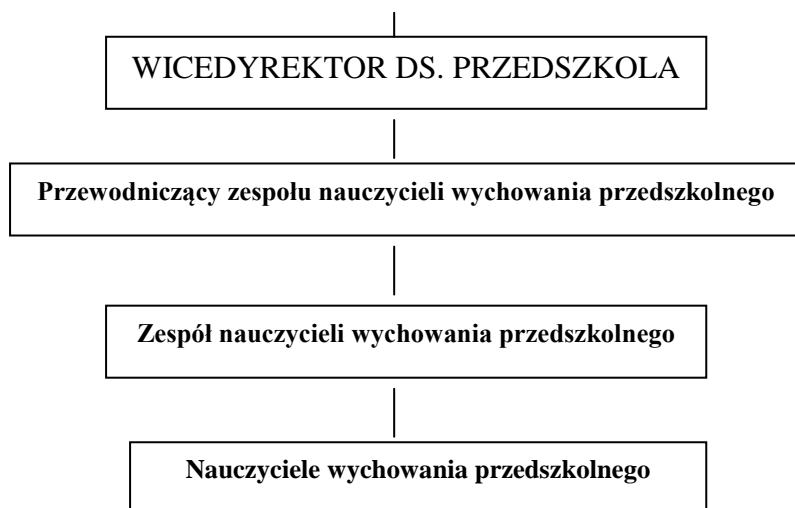 WICEDYREKTOR DS. PRZEDSZKOLA
Przewodniczący zespołu nauczycieli wychowania przedszkolnego
Zespół nauczycieli wychowania przedszkolnego
Nauczyciele wychowania przedszkolnego